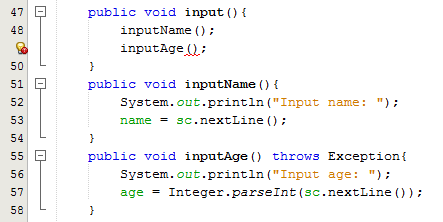 47 public void input(){
48 inputName();
inputAge();
50 }
51 public void inputName(){
52 System.out.println("Input name: ");
53 name = sc.nextLine();
54 }
55 public void inputAge() throws Exception{
56 System.out.println("Input age: ");
57 age = Integer.parseInt(sc.nextLine());
58 }